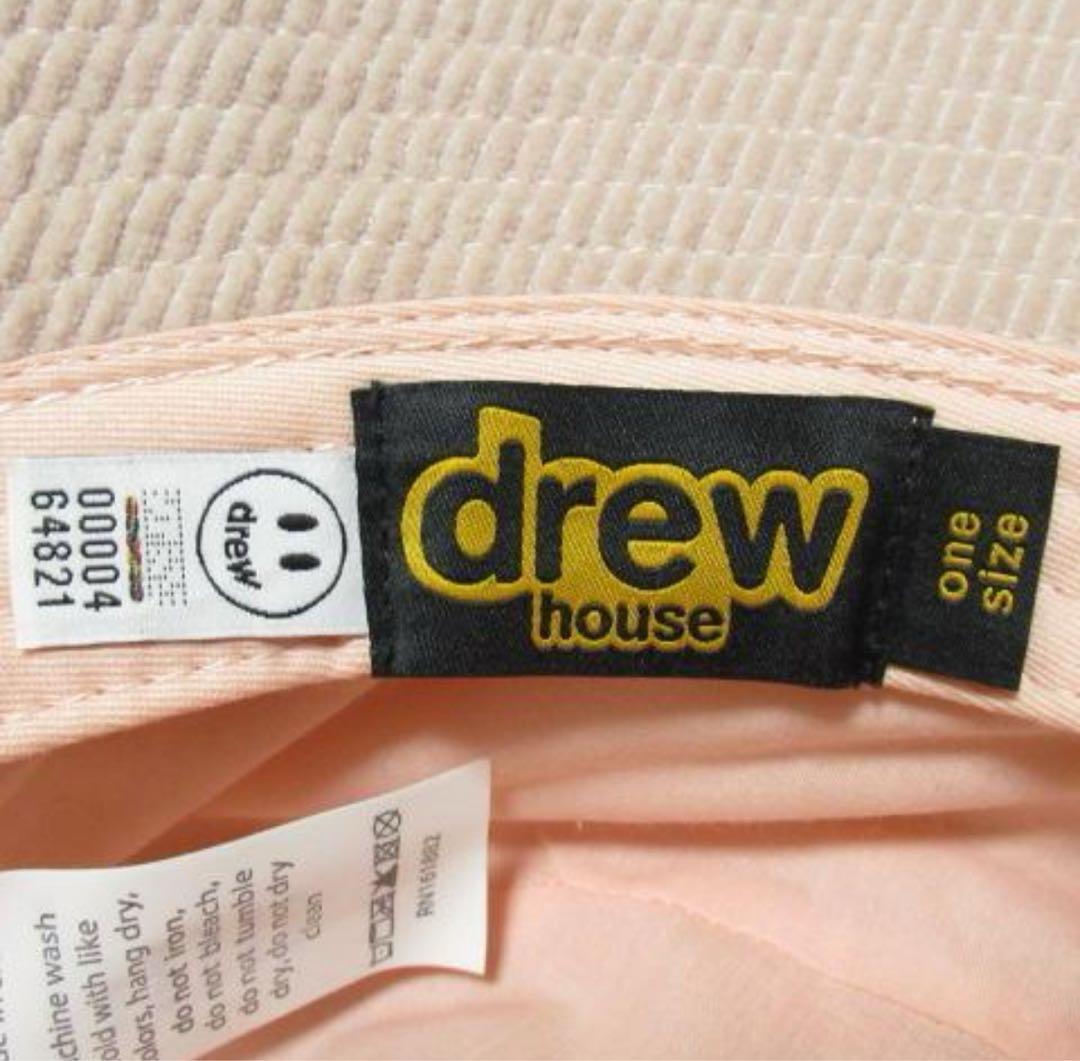 00004
64821
drew
drew
house
one
size
chine wash
old with like
olors, hang dry,
do not iron,
do not bleach,
do not tumble
dry, do not dry
clean
RN161802